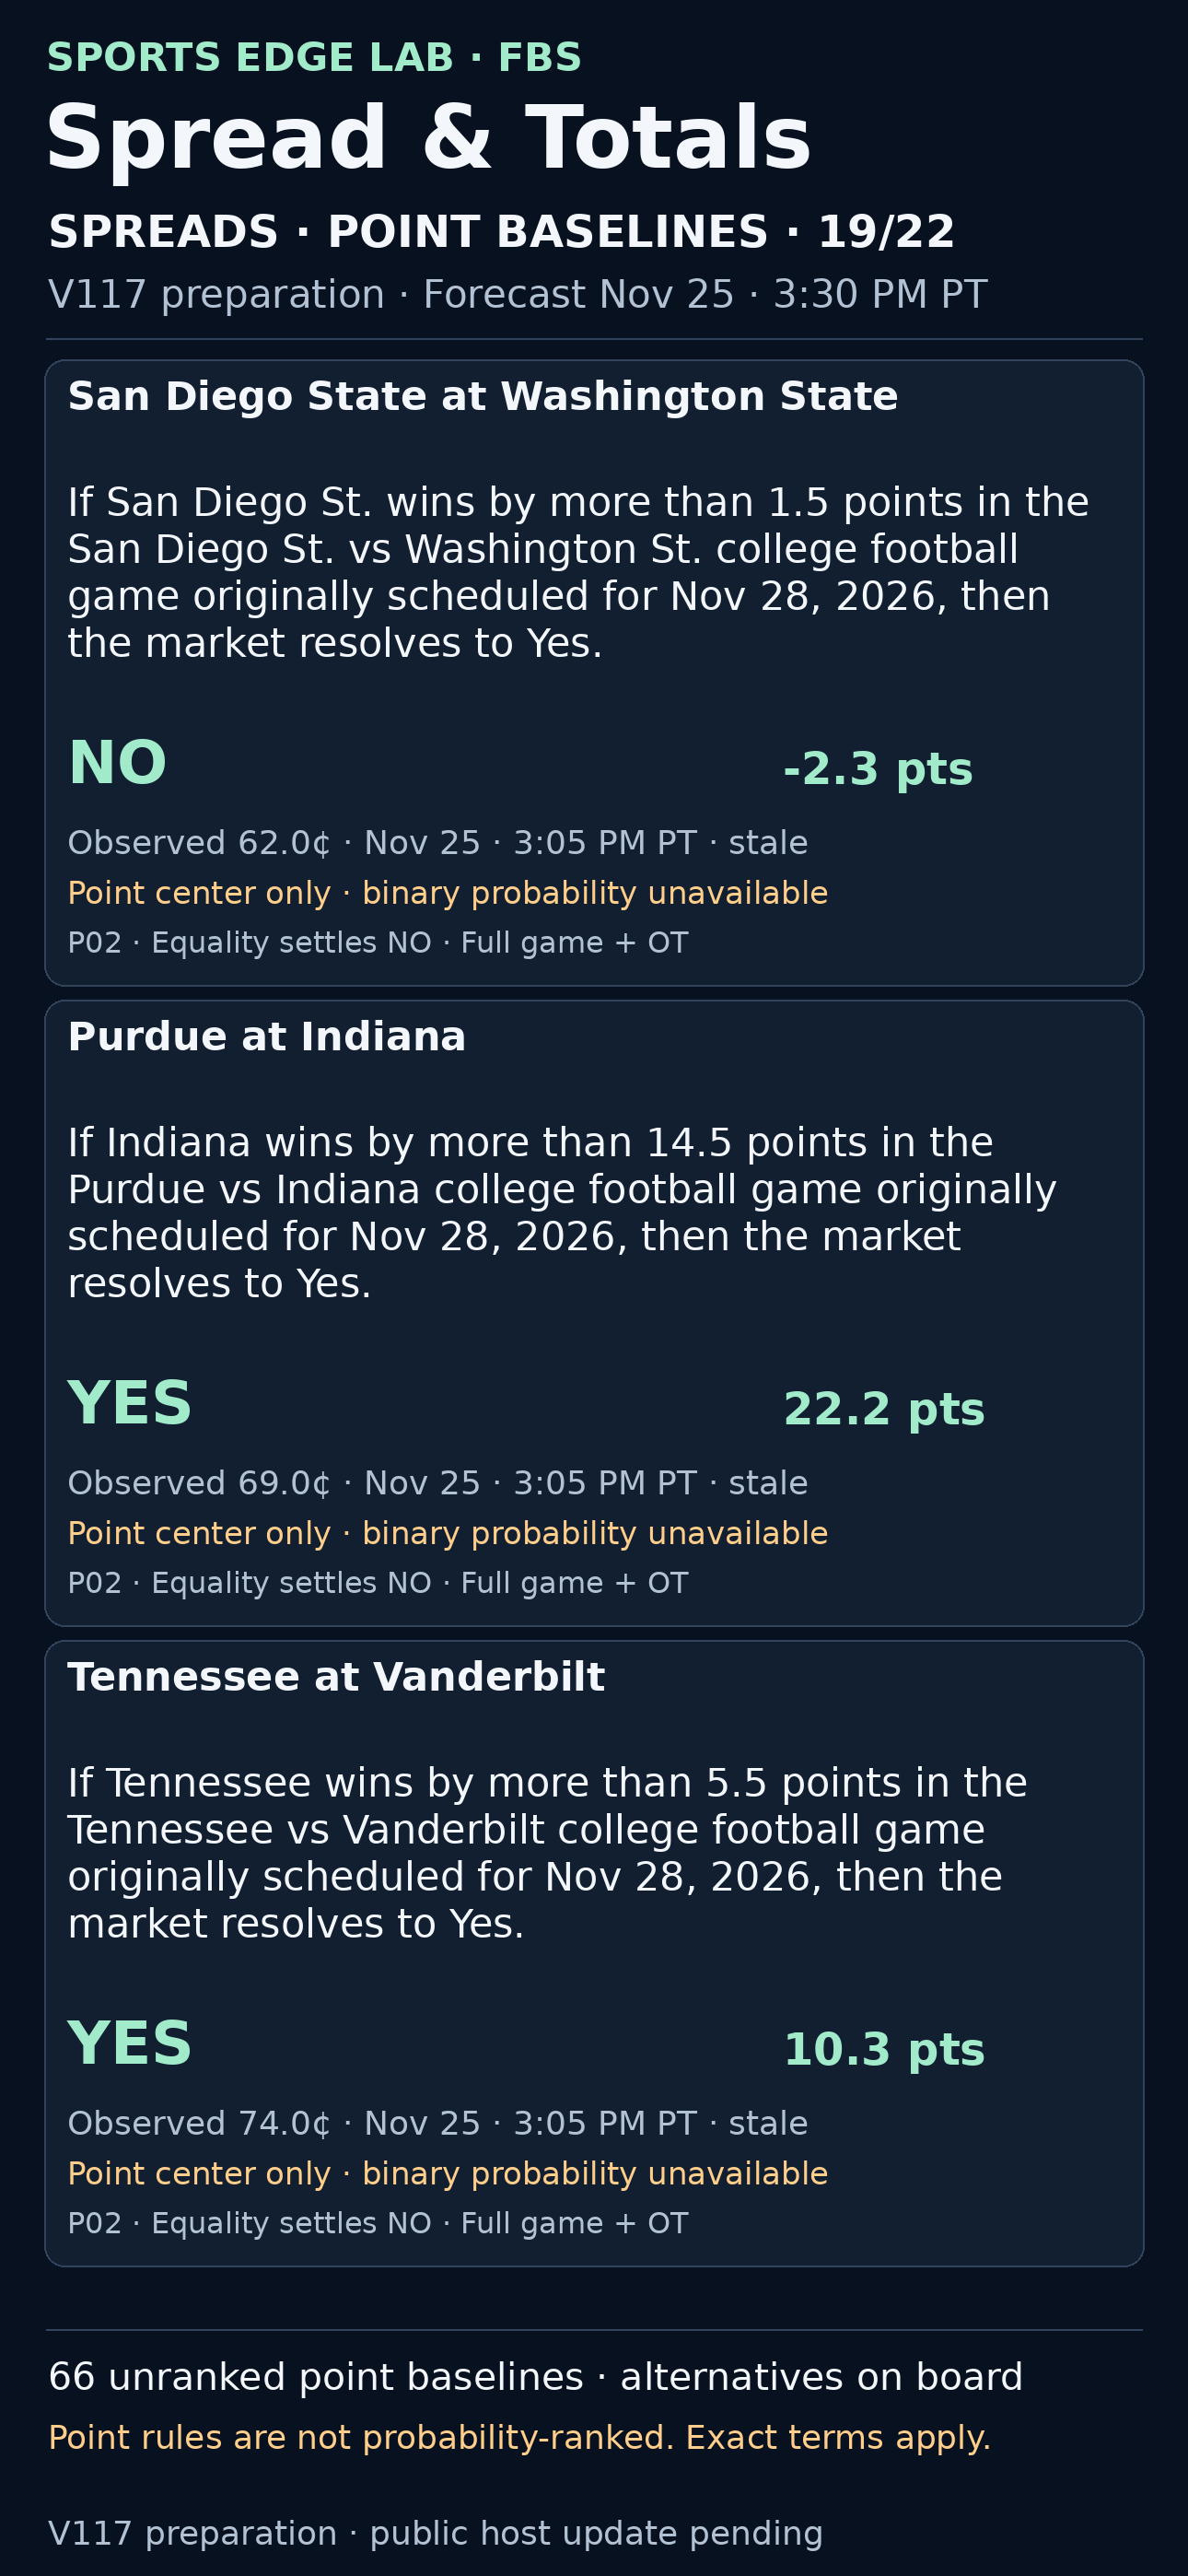 SPORTS EDGE LAB · FBS
Spread & Totals
SPREADS · POINT BASELINES · 19/22
V117 preparation · Forecast Nov 25 · 3:30 PM PT
San Diego State at Washington State
If San Diego St. wins by more than 1.5 points in the
San Diego St. vs Washington St. college football
game originally scheduled for Nov 28, 2026, then
the market resolves to Yes.
NO -2.3 pts
Observed 62.0¢ · Nov 25 · 3:05 PM PT · stale
Point center only · binary probability unavailable
P02 · Equality settles NO · Full game + OT
Purdue at Indiana
If Indiana wins by more than 14.5 points in the
Purdue vs Indiana college football game originally
scheduled for Nov 28, 2026, then the market
resolves to Yes.
YES 22.2 pts
Observed 69.0¢ · Nov 25 · 3:05 PM PT · stale
Point center only · binary probability unavailable
P02 · Equality settles NO · Full game + OT
Tennessee at Vanderbilt
If Tennessee wins by more than 5.5 points in the
Tennessee vs Vanderbilt college football game
originally scheduled for Nov 28, 2026, then the
market resolves to Yes.
YES 10.3 pts
Observed 74.0¢ · Nov 25 · 3:05 PM PT · stale
Point center only · binary probability unavailable
P02 · Equality settles NO · Full game + OT
66 unranked point baselines · alternatives on board
Point rules are not probability-ranked. Exact terms apply.
V117 preparation · public host update pending